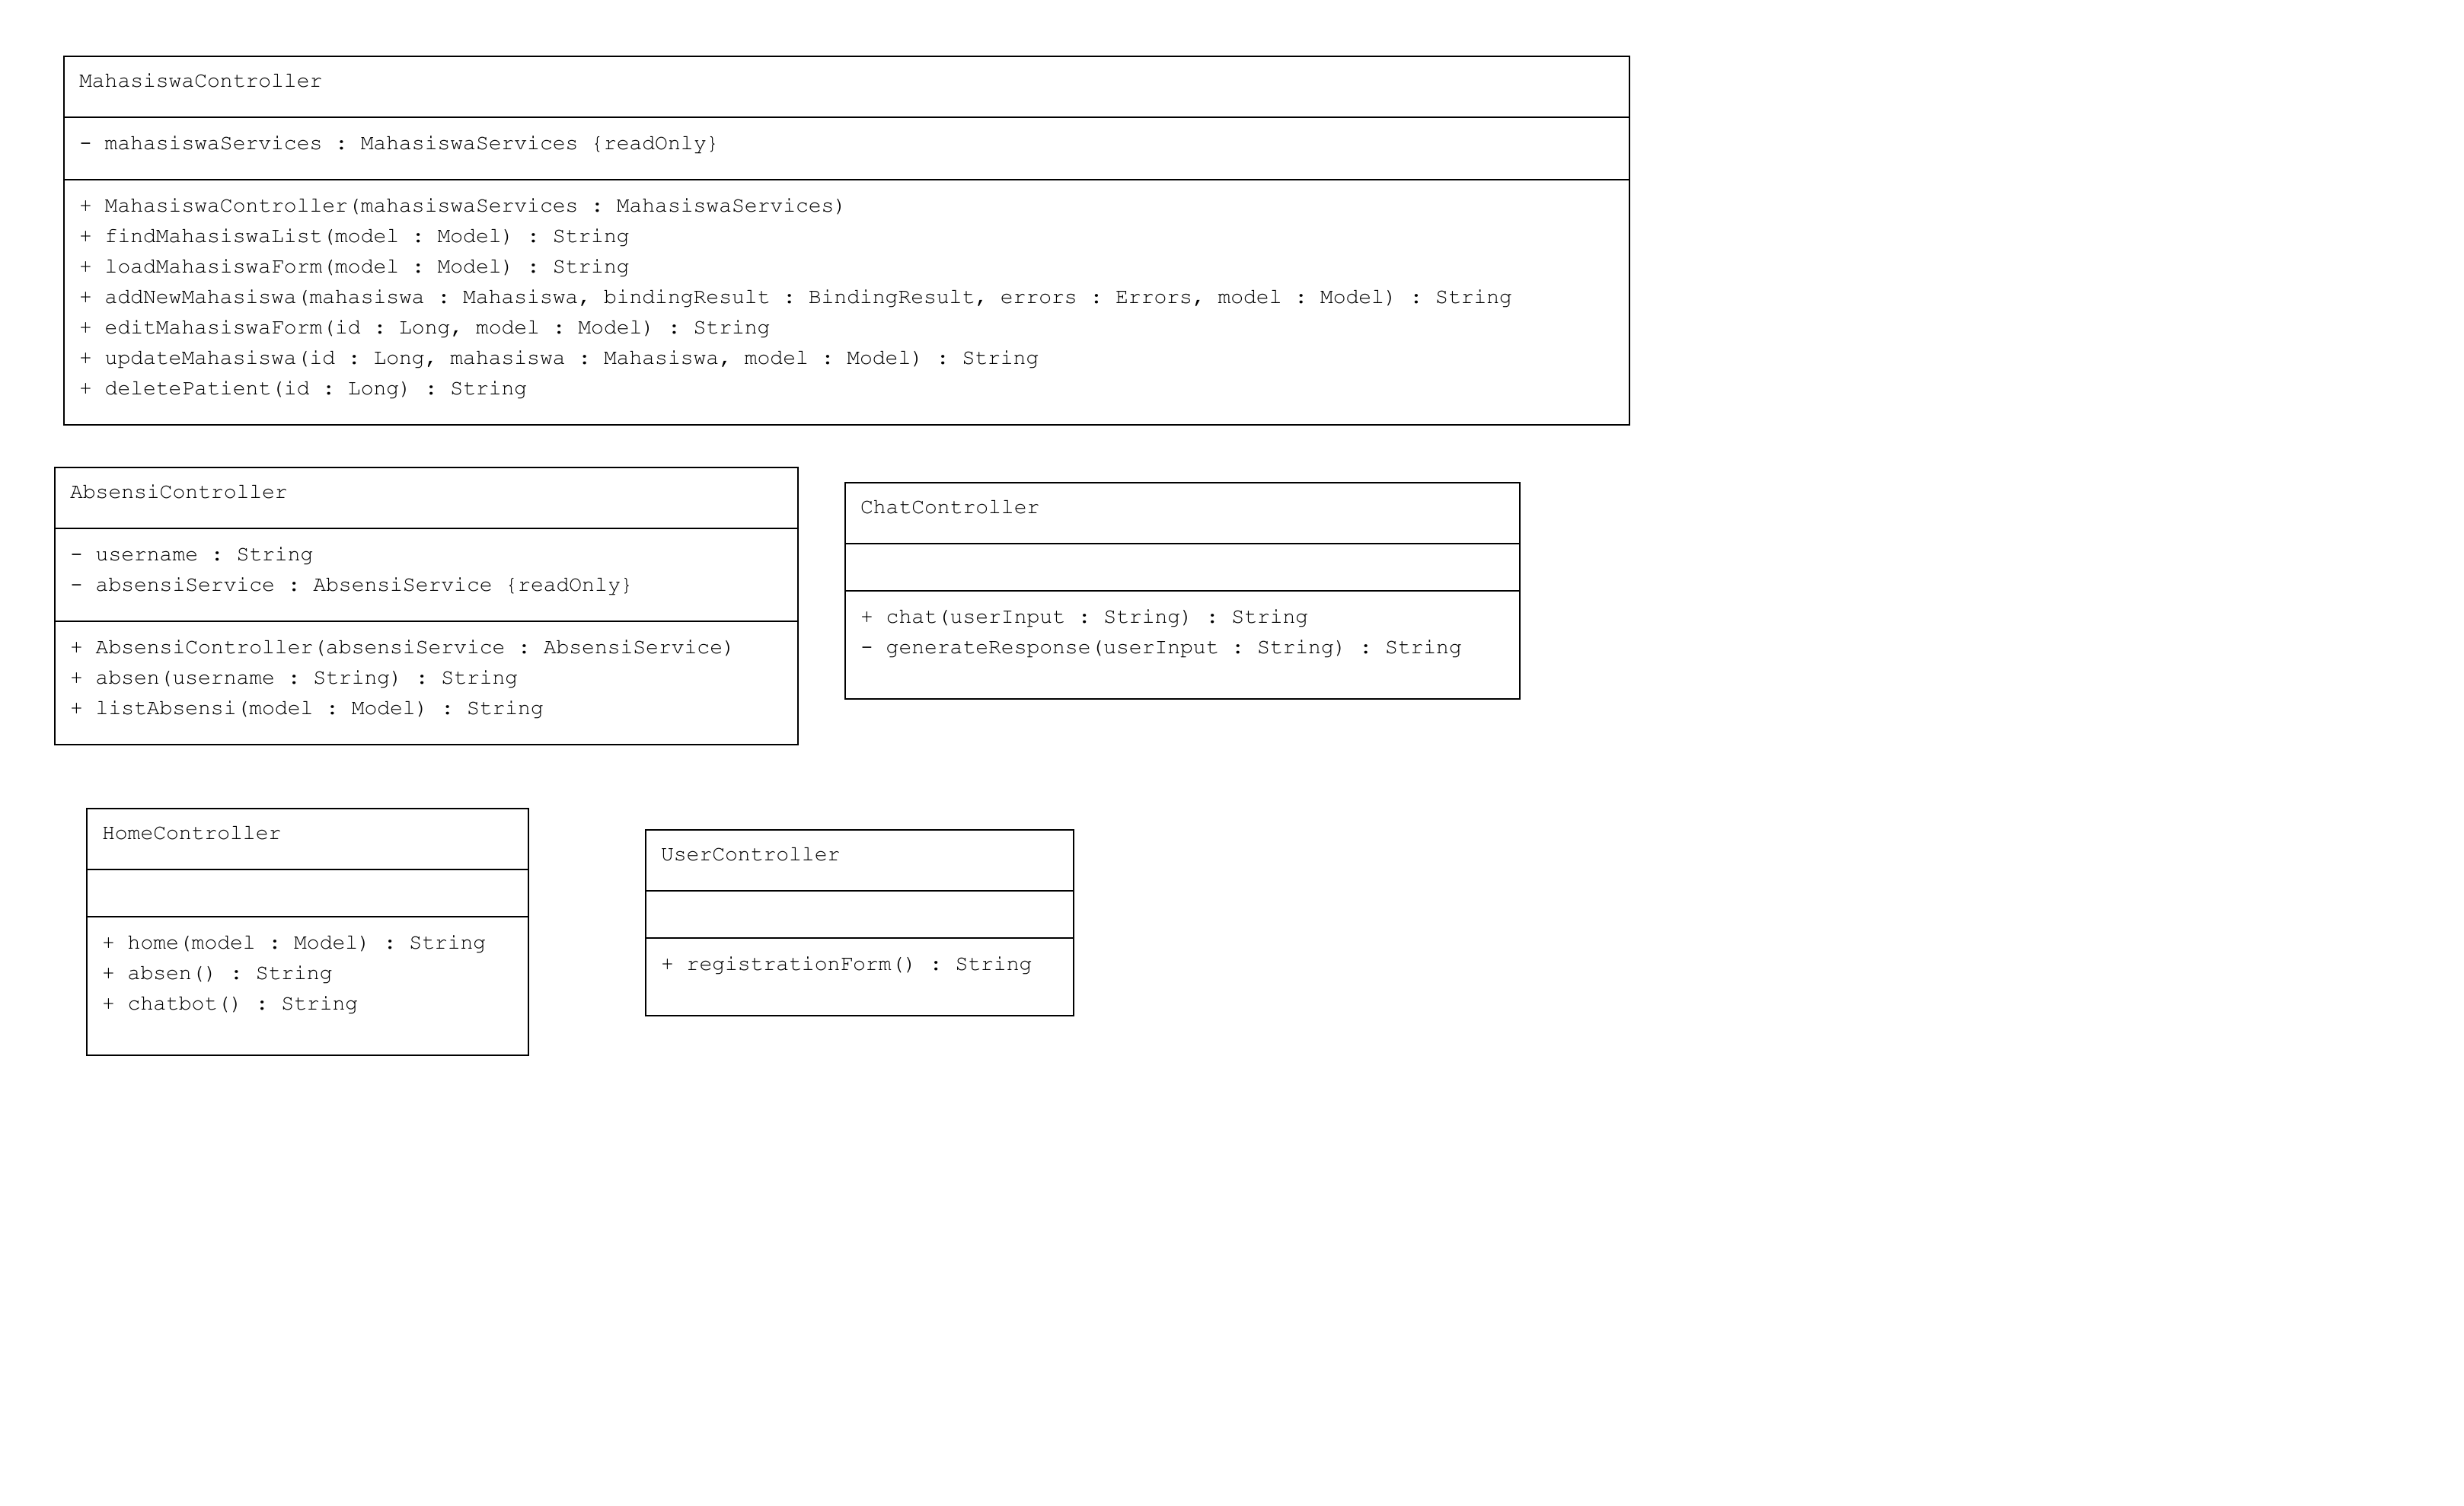 MahasiswaController
- mahasiswaServices : MahasiswaServices {readOnly}
+ MahasiswaController(mahasiswaServices : MahasiswaServices)
+ findMahasiswaList(model : Model) : String
+ loadMahasiswaForm(model : Model) : String
+ addNewMahasiswa(mahasiswa : Mahasiswa, bindingResult : BindingResult, errors : Errors, model : Model) : String
+ editMahasiswaForm(id : Long, model : Model) : String
+ updateMahasiswa(id : Long, mahasiswa : Mahasiswa, model : Model) : String
+ deletePatient(id : Long) : String
AbsensiController
- username : String
- absensiService : AbsensiService {readOnly}
+ AbsensiController(absensiService : AbsensiService)
+ absen(username : String) : String
+ listAbsensi(model : Model) : String
ChatController
+ chat(userInput : String) : String
- generateResponse(userInput : String) : String
HomeController
+ home(model : Model) : String
+ absen() : String
+ chatbot() : String
UserController
+ registrationForm() : String